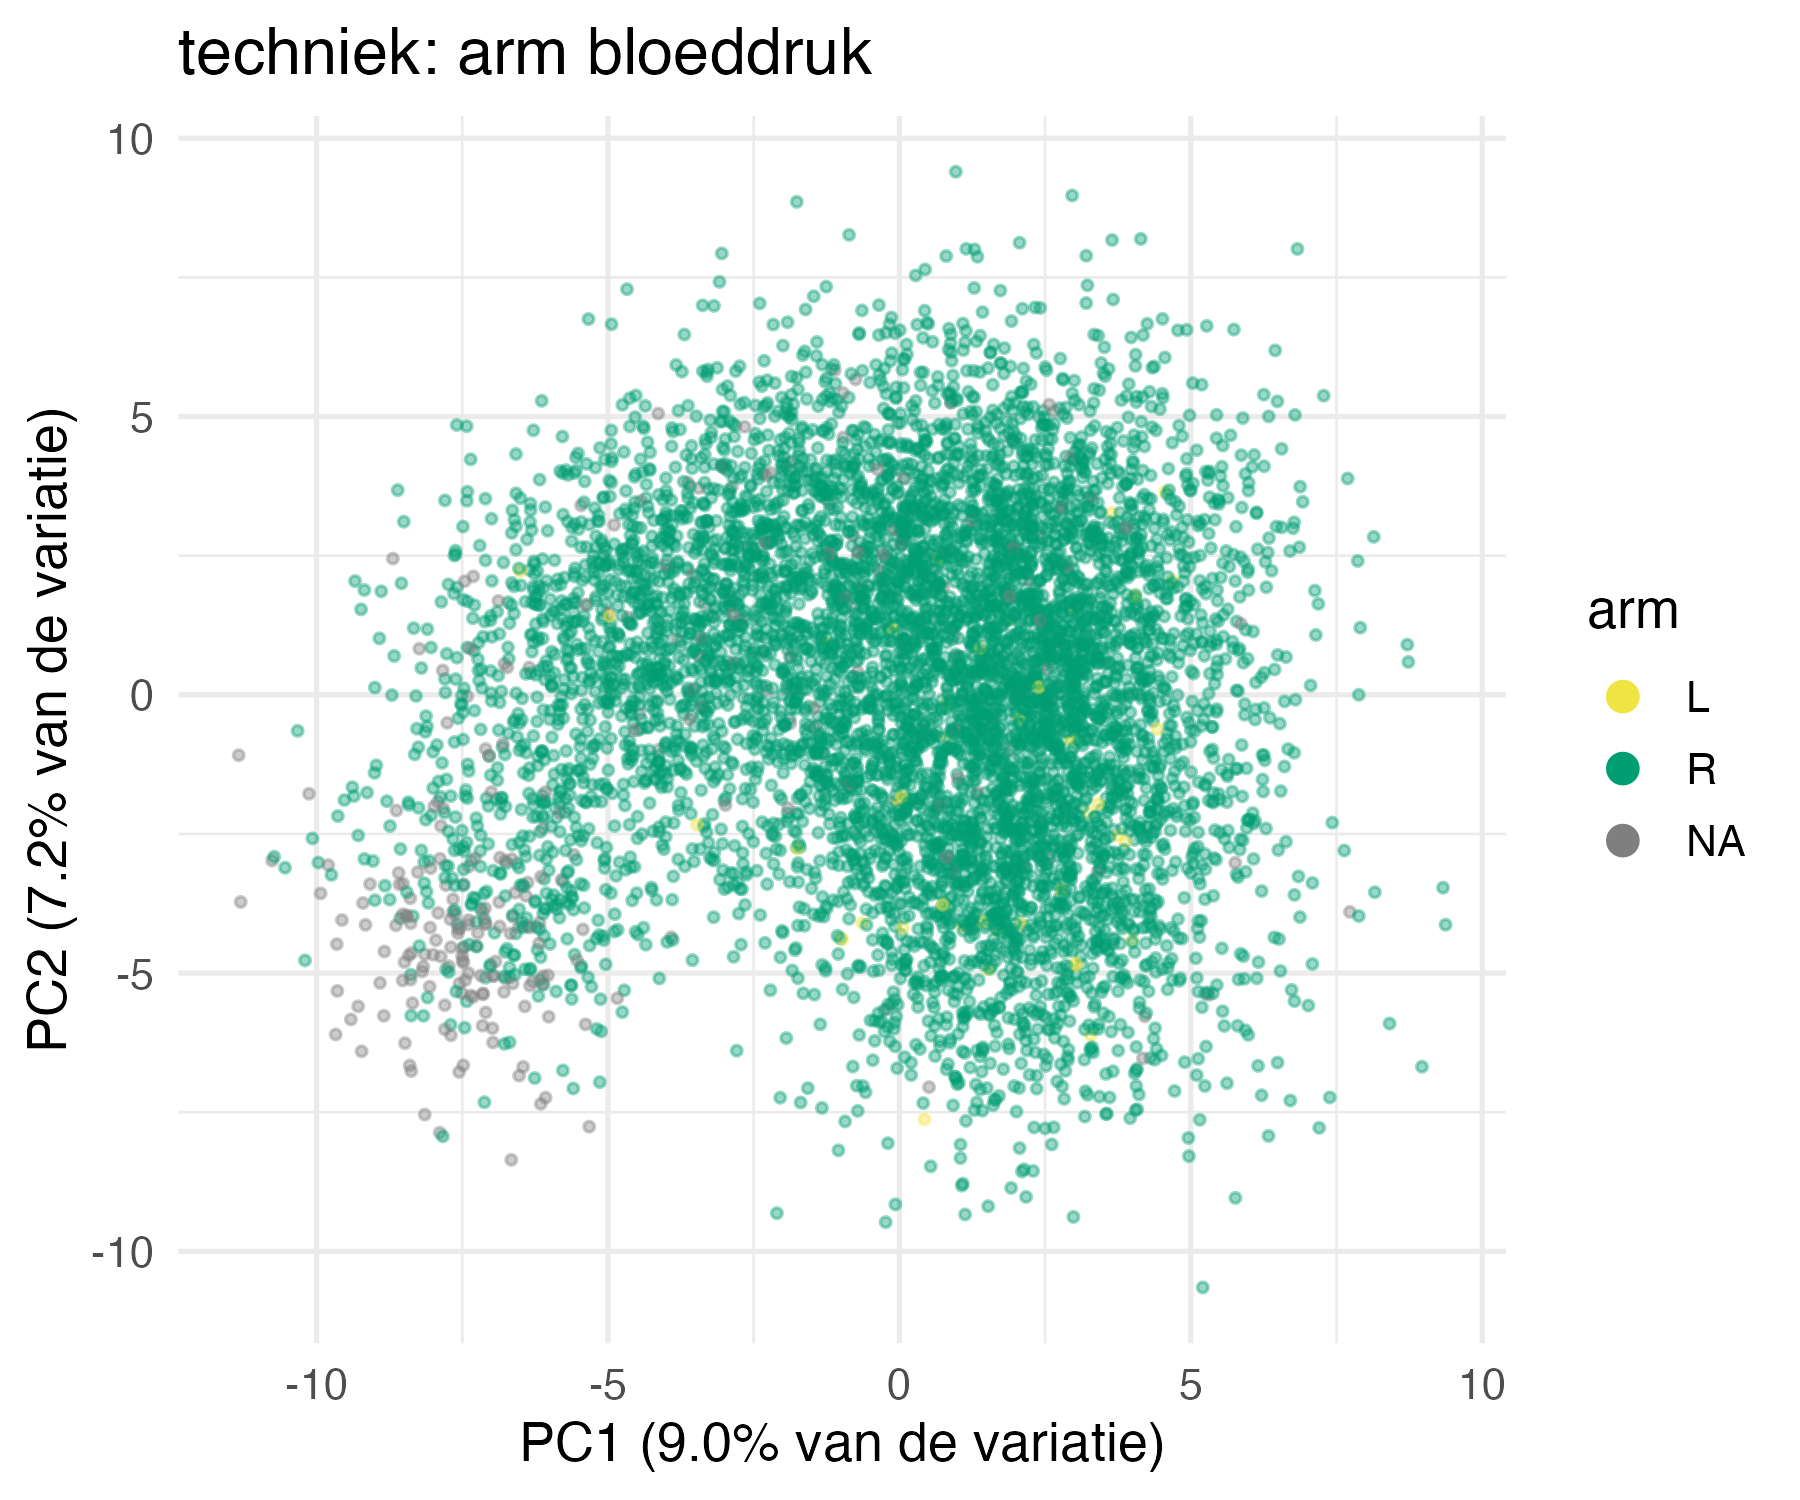 techniek: arm bloeddruk
10
5
0
-5
-10
-10
-5
0
5
10
PC1 (9.0% van de variatie)
PC2 (7.2% van de variatie)
arm
L
R
NA